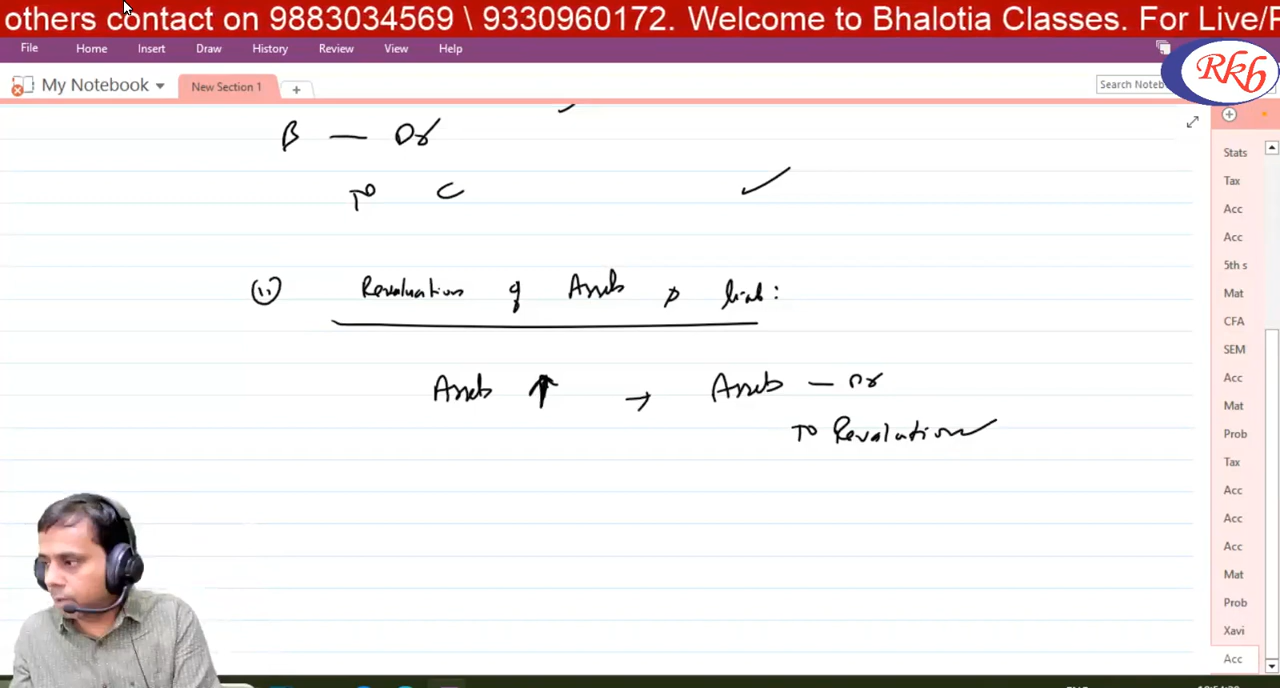 others contact on 9883034569 \ 9330960172. Welcome to Bhalotia Classes. For Live/P
File Home Insert Draw History Review View Help
Rkb
My Notebook New Section 1 + Search Noteb
B — Dr
To C
(ii) Revaluation of Assets & liab:
Assets ↑ → Assets — Dr
To Revaluation
Stats
Tax
Acc
Acc
5th s
Mat
CFA
SEM
Acc
Mat
Prob
Tax
Acc
Acc
Acc
Mat
Prob
Xavi
Acc